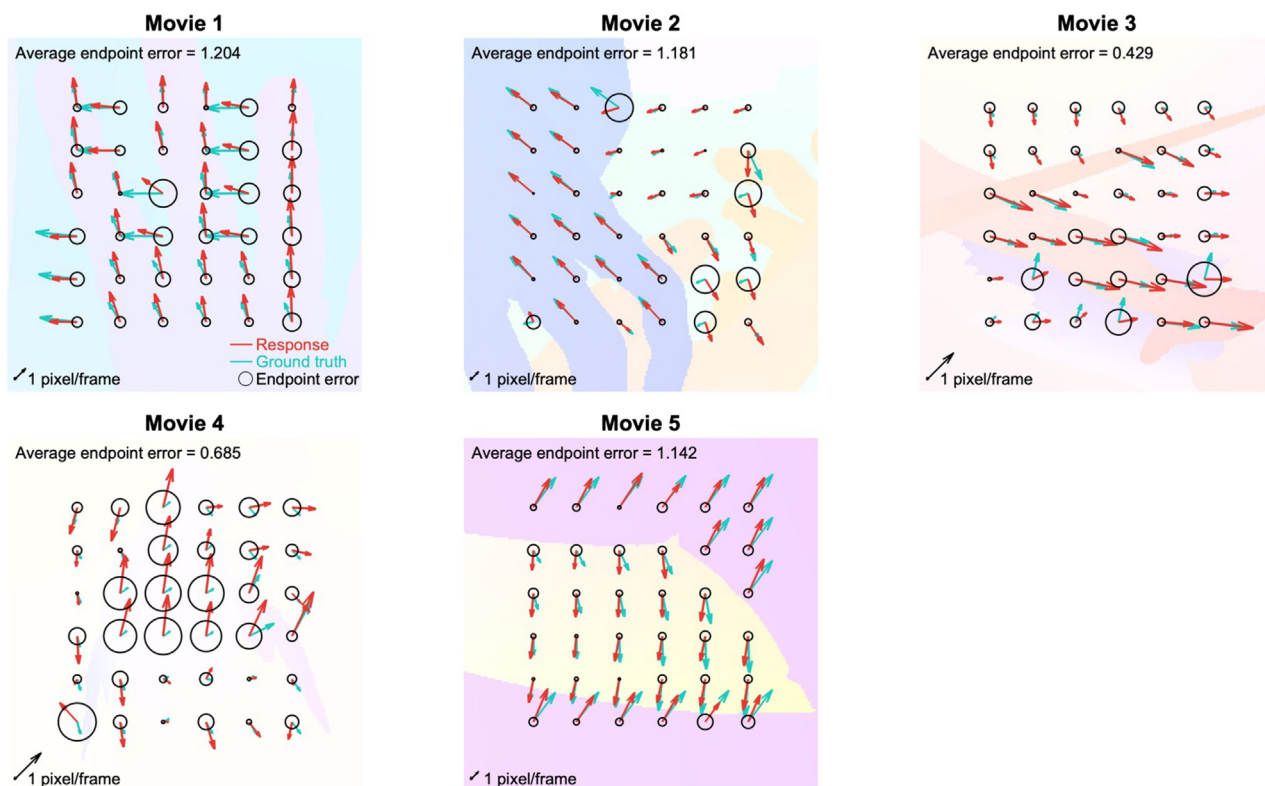 Movie 1
Average endpoint error = 1.204
Response
Ground truth
Endpoint error
1 pixel/frame
Movie 2
Average endpoint error = 1.181
1 pixel/frame
Movie 3
Average endpoint error = 0.429
1 pixel/frame
Movie 4
Average endpoint error = 0.685
1 pixel/frame
Movie 5
Average endpoint error = 1.142
1 pixel/frame